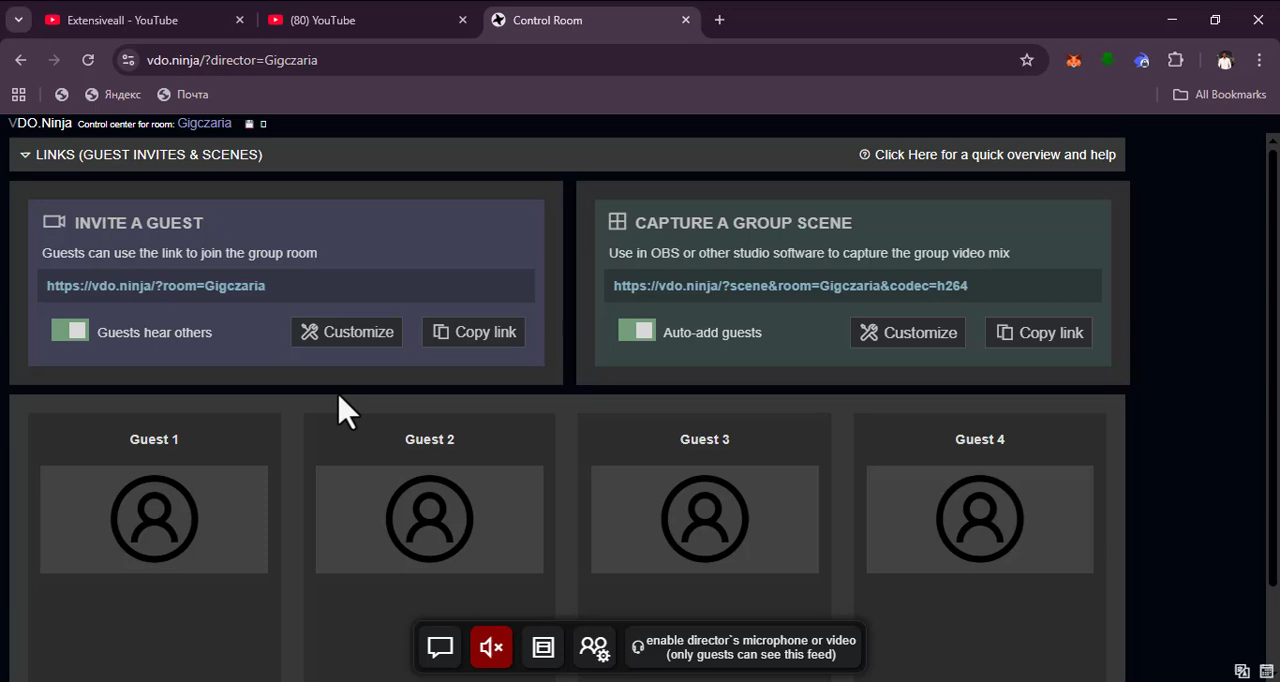 Extensiveall - YouTube
(80) YouTube
Control Room
vdo.ninja/?director=Gigczaria
Яндекс
Почта
All Bookmarks
VDO.Ninja Control center for room: Gigczaria
LINKS (GUEST INVITES & SCENES)
Click Here for a quick overview and help
INVITE A GUEST
Guests can use the link to join the group room
https://vdo.ninja/?room=Gigczaria
Guests hear others
Customize
Copy link
CAPTURE A GROUP SCENE
Use in OBS or other studio software to capture the group video mix
https://vdo.ninja/?scene&room=Gigczaria&codec=h264
Auto-add guests
Customize
Copy link
Guest 1
Guest 2
Guest 3
Guest 4
enable director`s microphone or video
(only guests can see this feed)